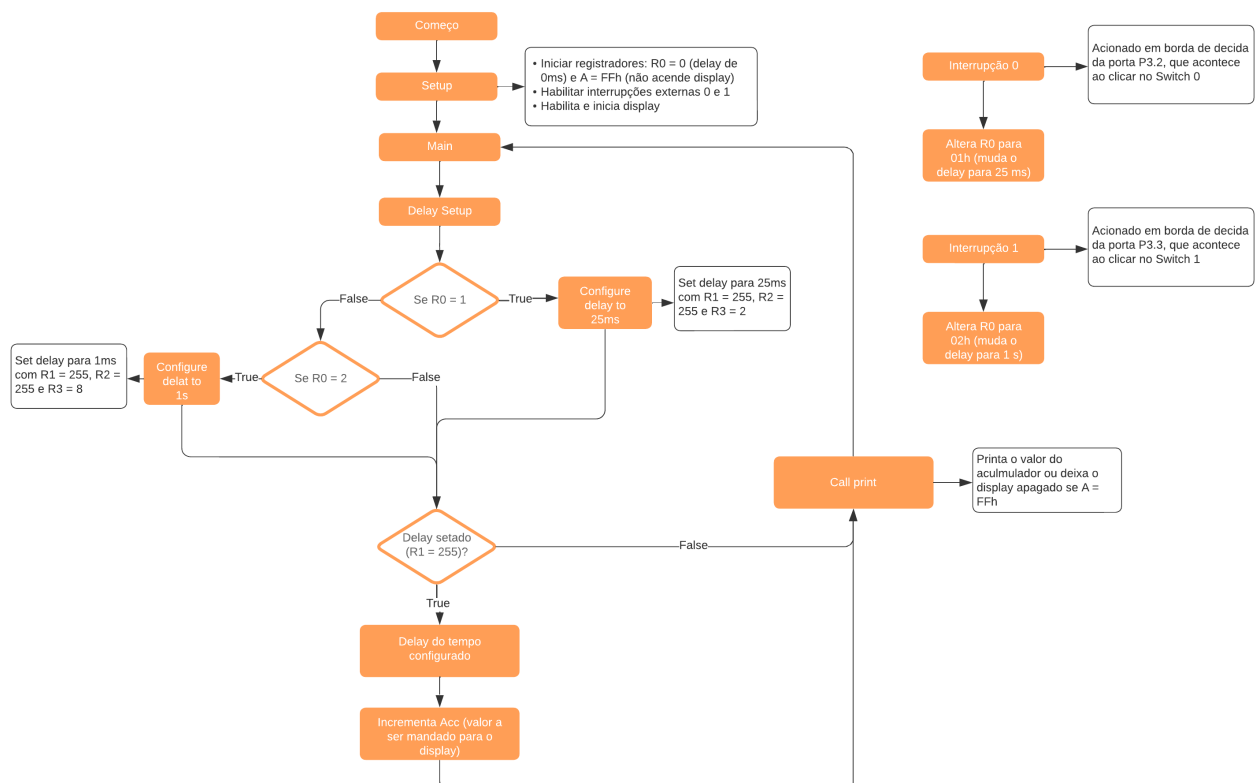 Começo
Setup
• Iniciar registradores: R0 = 0 (delay de
0ms) e A = FFh (não acende display)
• Habilitar interrupções externas 0 e 1
• Habilita e inicia display
Main
Delay Setup
Se R0 = 1
False
True
Configure
delay to
25ms
Set delay para 25ms
com R1 = 255, R2 =
255 e R3 = 2
Se R0 = 2
True
False
Configure
delat to
1s
Set delay para 1ms
com R1 = 255, R2 =
255 e R3 = 8
Delay setado
(R1 = 255)?
False
True
Delay do tempo
configurado
Incrementa Acc (valor a
ser mandado para o
display)
Call print
Printa o valor do
aculmulador ou deixa o
display apagado se A =
FFh
Interrupção 0
Acionado em borda de decida
da porta P3.2, que acontece
ao clicar no Switch 0
Altera R0 para
01h (muda o
delay para 25 ms)
Interrupção 1
Acionado em borda de decida
da porta P3.3, que acontece
ao clicar no Switch 1
Altera R0 para
02h (muda o
delay para 1 s)